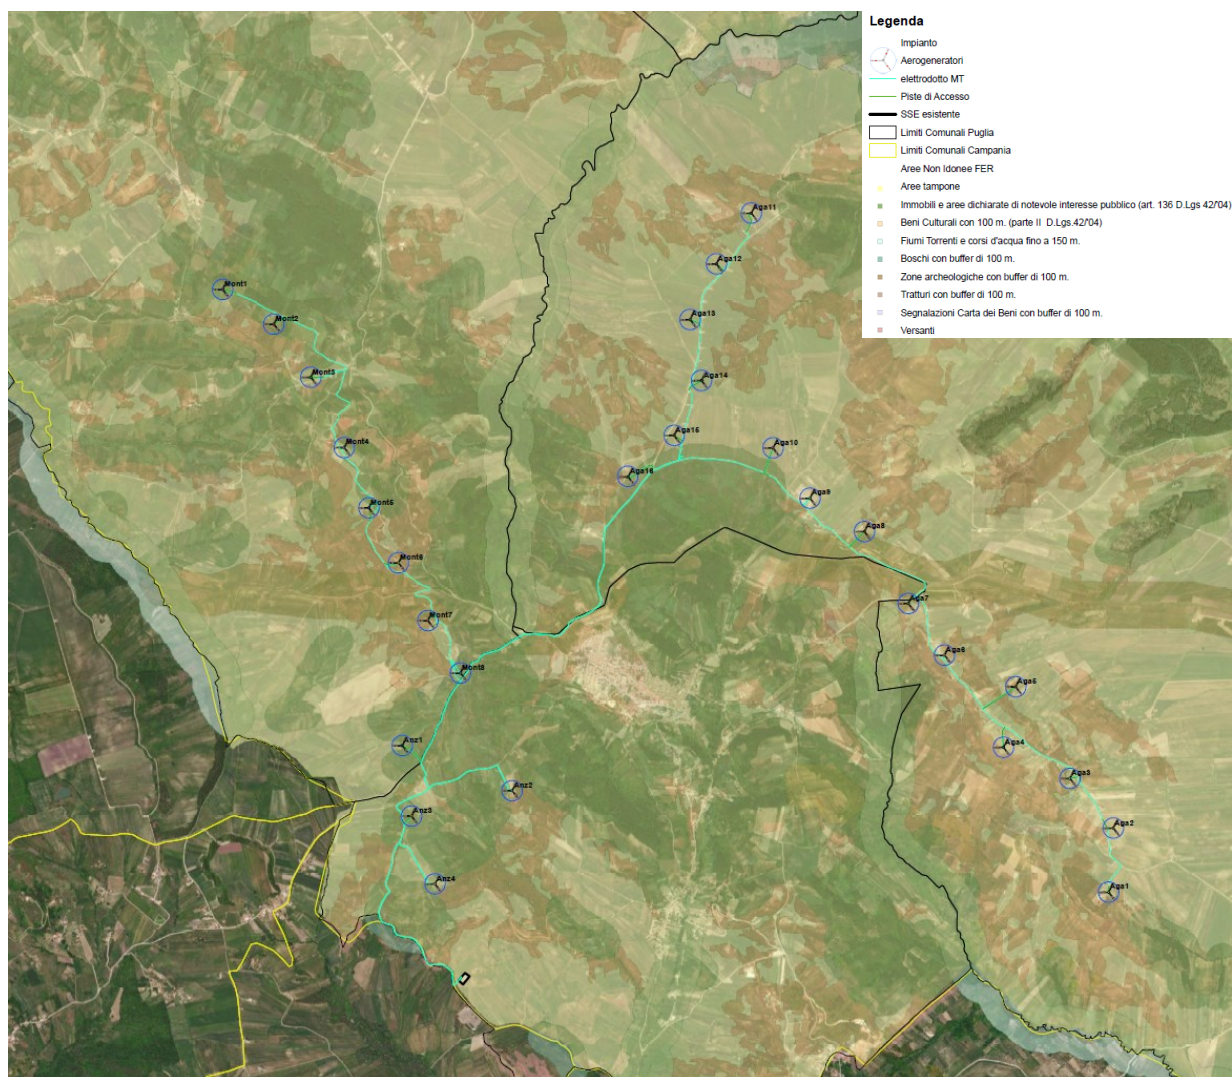 Legenda
Impianto
Aerogeneratori
elettrodotto MT
Piste di Accesso
SSE esistente
Limiti Comunali Puglia
Limiti Comunali Campania
Aree Non Idonee FER
Aree tampone
Immobili e aree dichiarate di notevole interesse pubblico (art. 136 D.Lgs 42/'04)
Beni Culturali con 100 m. (parte II D.Lgs.42/'04)
Fiumi Torrenti e corsi d'acqua fino a 150 m.
Boschi con buffer di 100 m.
Zone archeologiche con buffer di 100 m.
Tratturi con buffer di 100 m.
Segnalazioni Carta dei Beni con buffer di 100 m.
Versanti
Aga11
Aga12
Mont1
Aga13
Mont2
Mont3
Aga14
Aga15
Mont4
Aga10
Aga16
Aga9
Mont5
Aga8
Mont6
Aga7
Mont7
Aga6
Mont8
Aga5
Anz1
Aga4
Aga3
Anz2
Anz3
Aga2
Anz4
Aga1